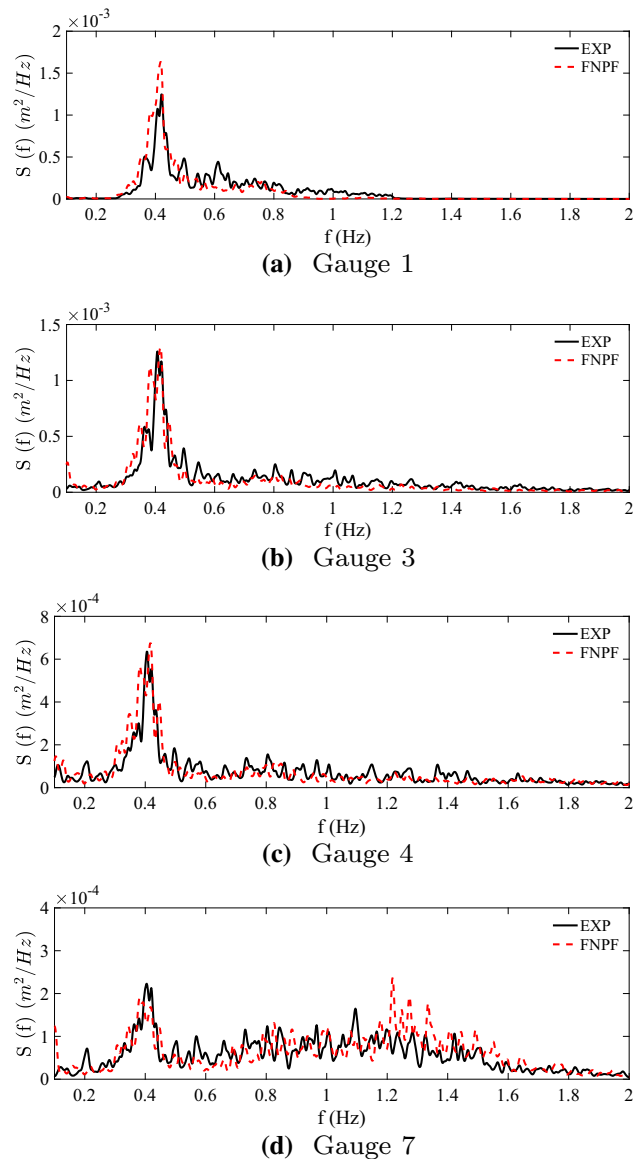 ×10⁻³
2
1.5
1
0.5
0
S (f) (m²/Hz)
EXP
FNPF
0.2 0.4 0.6 0.8 1 1.2 1.4 1.6 1.8 2
f (Hz)
(a) Gauge 1
×10⁻³
1.5
1
0.5
0
S (f) (m²/Hz)
EXP
FNPF
0.2 0.4 0.6 0.8 1 1.2 1.4 1.6 1.8 2
f (Hz)
(b) Gauge 3
×10⁻⁴
8
6
4
2
0
S (f) (m²/Hz)
EXP
FNPF
0.2 0.4 0.6 0.8 1 1.2 1.4 1.6 1.8 2
f (Hz)
(c) Gauge 4
×10⁻⁴
4
3
2
1
0
S (f) (m²/Hz)
EXP
FNPF
0.2 0.4 0.6 0.8 1 1.2 1.4 1.6 1.8 2
f (Hz)
(d) Gauge 7